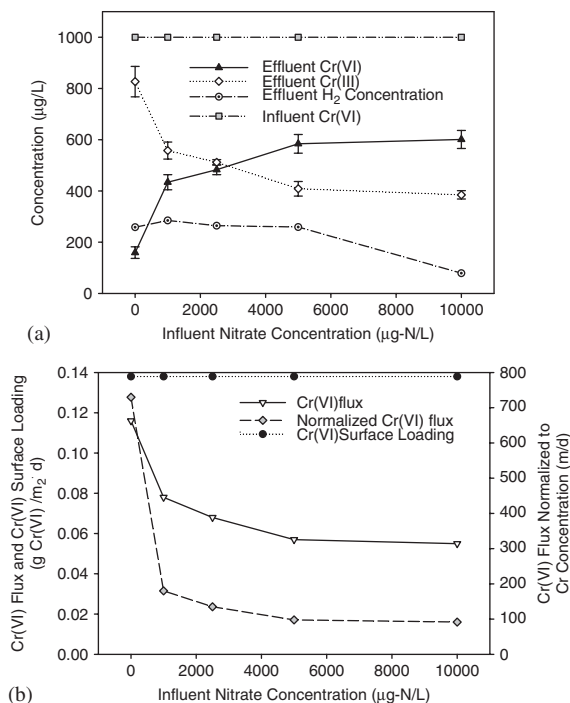 1000
800
600
400
200
0
Concentration (μg/L)
Effluent Cr(VI)
Effluent Cr(III)
Effluent H2 Concentration
Influent Cr(VI)
0 2000 4000 6000 8000 10000
(a)
Influent Nitrate Concentration (μg-N/L)
0.14
0.12
0.10
0.08
0.06
0.04
0.02
0.00
Cr(VI) Flux and Cr(VI) Surface Loading
(g Cr(VI) /m2 d)
Cr(VI)flux
Normalized Cr(VI) flux
Cr(VI)Surface Loading
800
700
600
500
400
300
200
100
0
Cr(VI) Flux Normalized to
Cr Concentration (m/d)
0 2000 4000 6000 8000 10000
(b)
Influent Nitrate Concentration (μg-N/L)